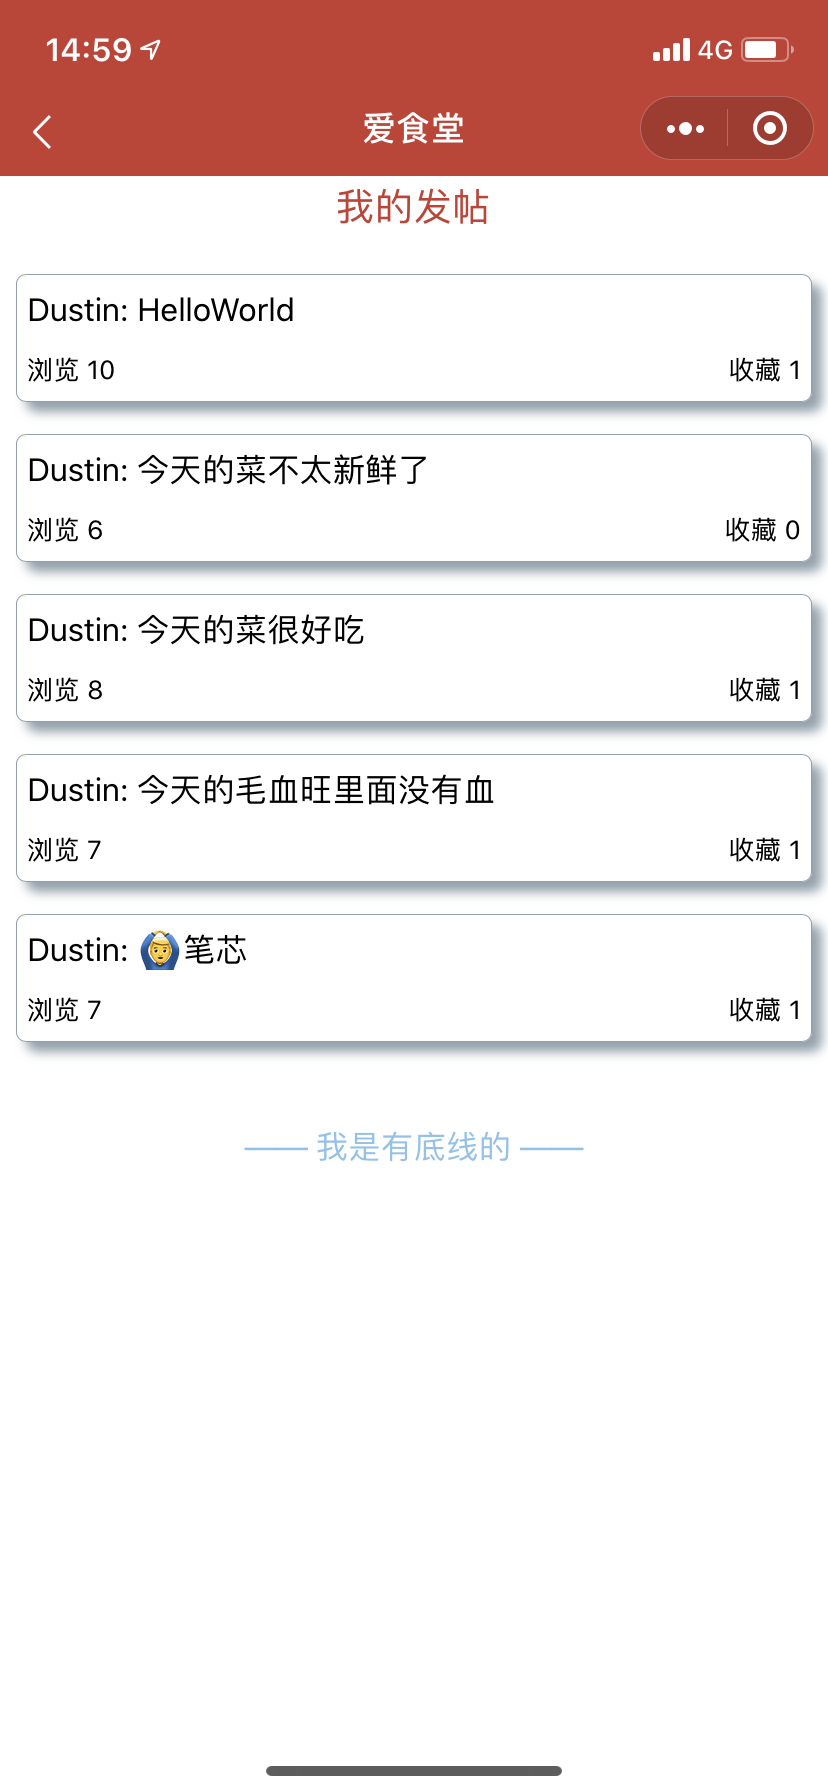 14:59
4G
爱食堂
我的发帖
Dustin: HelloWorld
浏览 10 收藏 1
Dustin: 今天的菜不太新鲜了
浏览 6 收藏 0
Dustin: 今天的菜很好吃
浏览 8 收藏 1
Dustin: 今天的毛血旺里面没有血
浏览 7 收藏 1
Dustin: 🙆‍♂️笔芯
浏览 7 收藏 1
—— 我是有底线的 ——